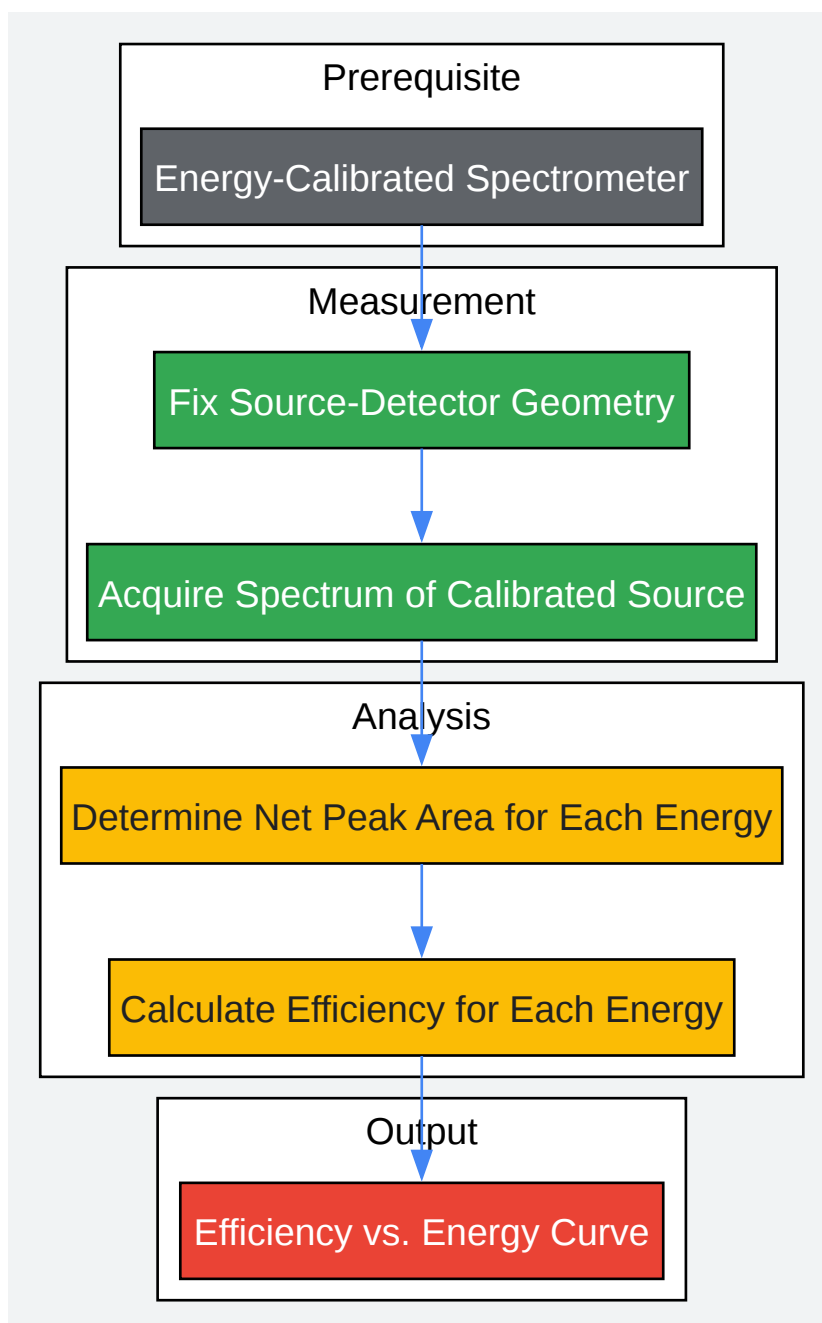 Prerequisite
Energy-Calibrated Spectrometer
Measurement
Fix Source-Detector Geometry
Acquire Spectrum of Calibrated Source
Analysis
Determine Net Peak Area for Each Energy
Calculate Efficiency for Each Energy
Output
Efficiency vs. Energy Curve